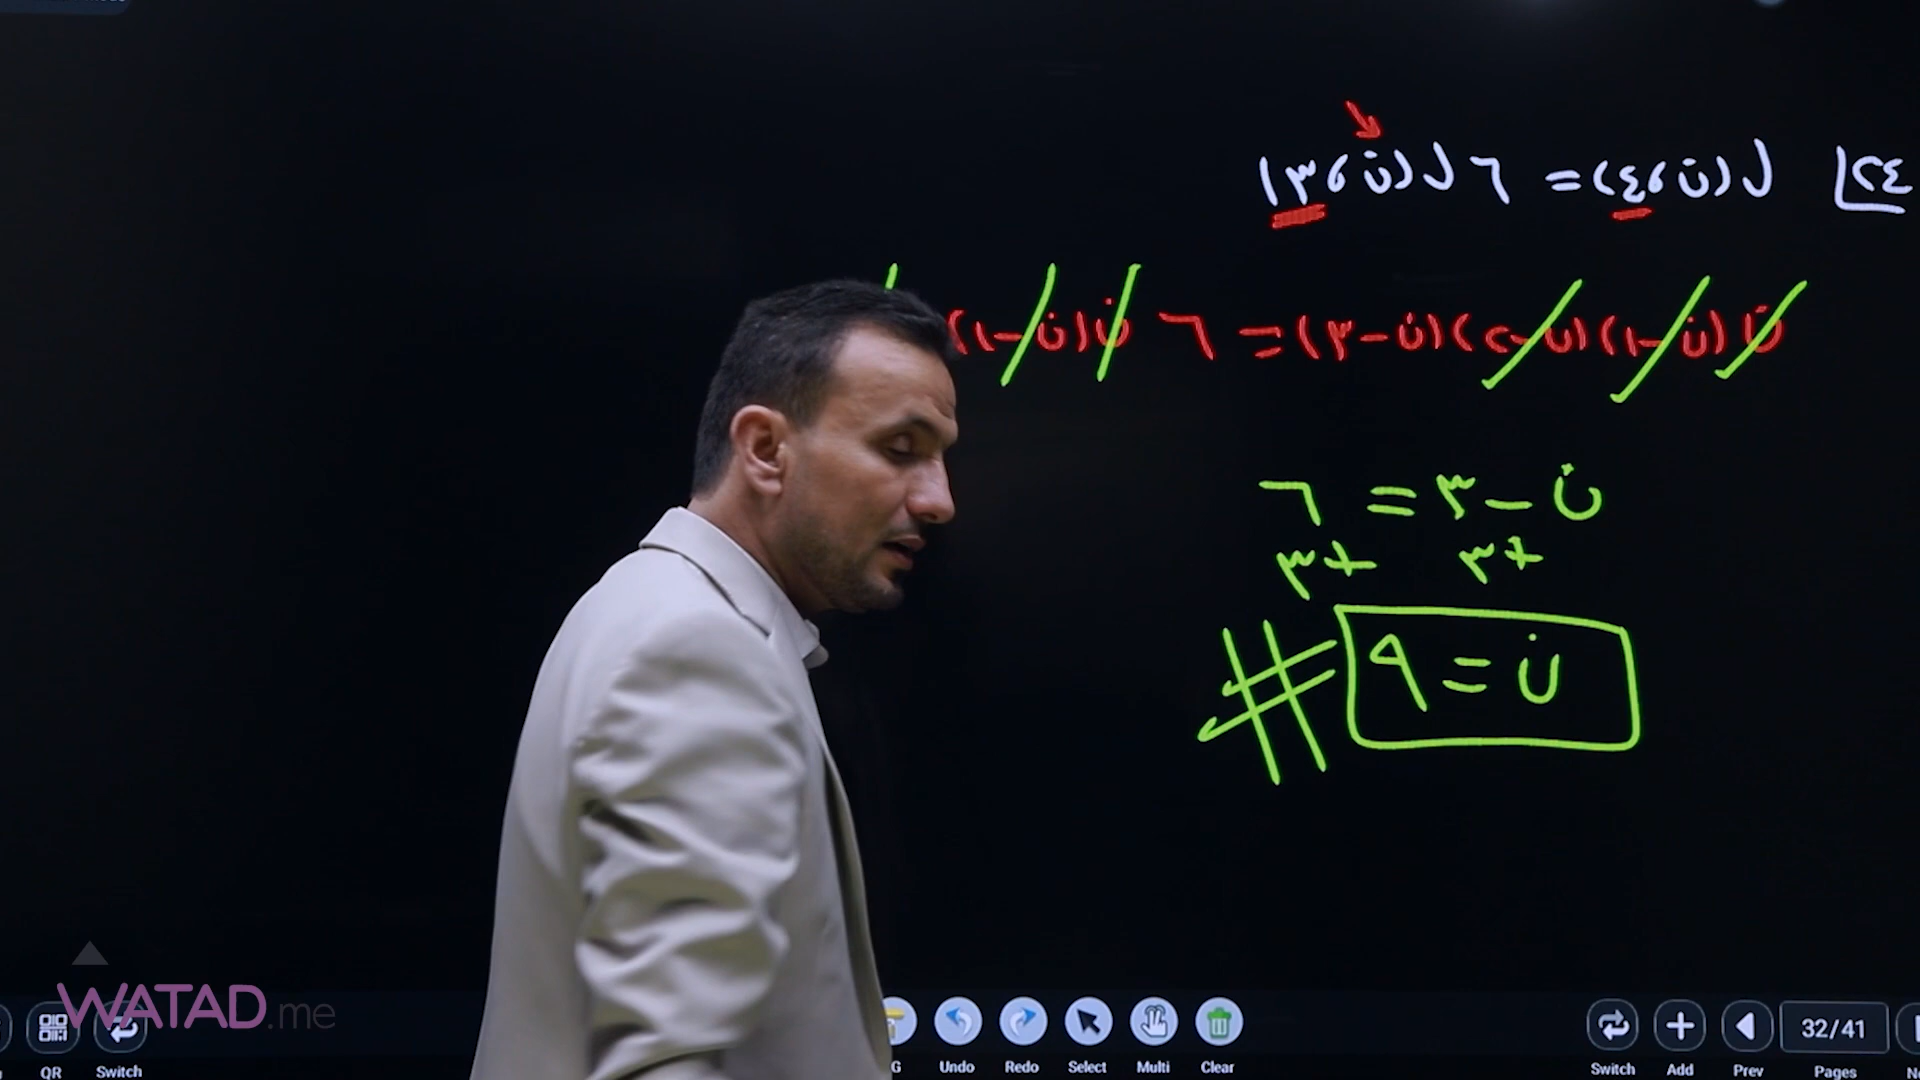 ٢٤] ل(ن ، ٤) = ٦ ل(ن ، ٣)
ن(ن-١)(ن-٢)(ن-٣) = ٦ ن(ن-١)
ن - ٣ = ٦
+٣ +٣
ن = ٩
WATAD.me
QR
Switch
Undo
Redo
Select
Multi
Clear
Switch
Add
Prev
32/41
Pages